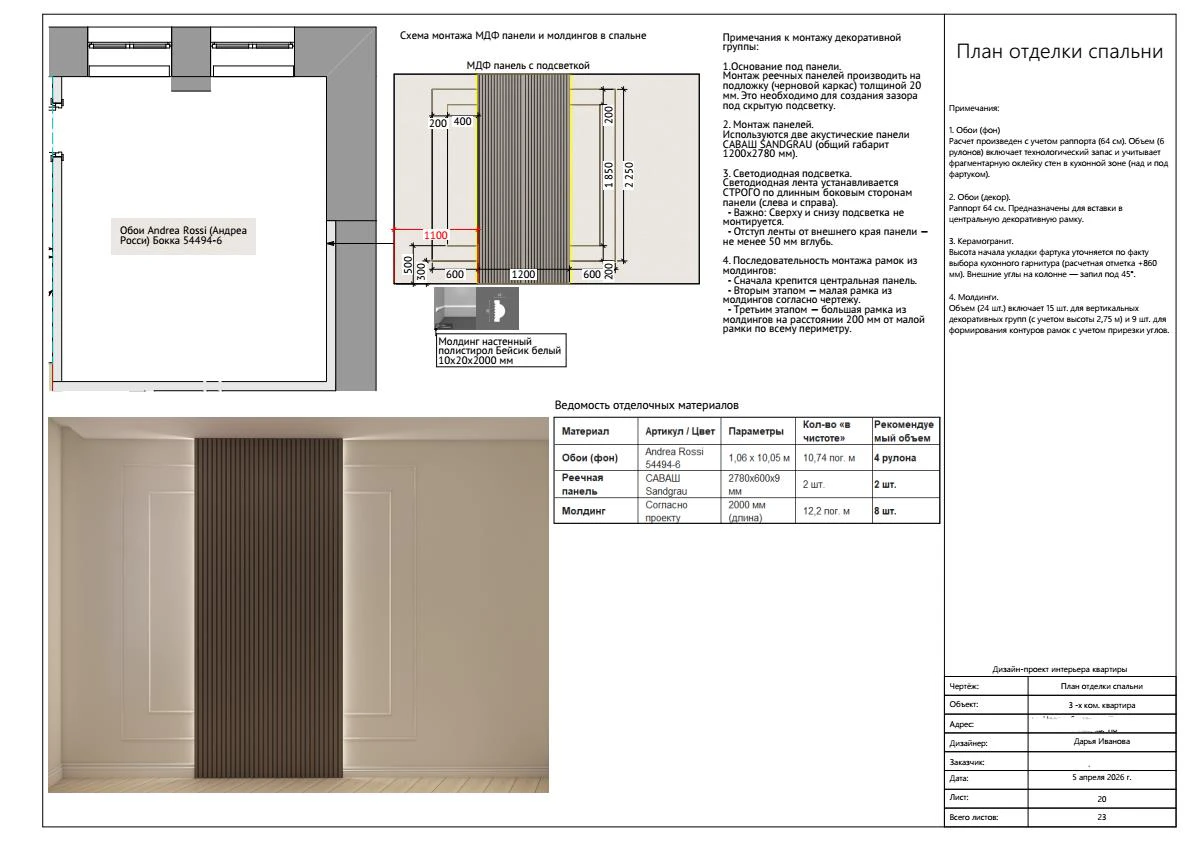 Схема монтажа МДФ панели и молдингов в спальне
МДФ панель с подсветкой
200
400
200
1 850
2 250
1100
500
300
600
1200
600
200
Обои Andrea Rossi (Андреа
Росси) Бокка 54494-6
Молдинг настенный
полистирол Бейсик белый
10х20х2000 мм
Примечания к монтажу декоративной
группы:
1.Основание под панели.
Монтаж реечных панелей производить на
подложку (черновой каркас) толщиной 20
мм. Это необходимо для создания зазора
под скрытую подсветку.
2. Монтаж панелей.
Используются две акустические панели
САВАШ SANDGRAU (общий габарит
1200х2780 мм).
3. Светодиодная подсветка.
Светодиодная лента устанавливается
СТРОГО по длинным боковым сторонам
панели (слева и справа).
- Важно: Сверху и снизу подсветка не
монтируется.
- Отступ ленты от внешнего края панели —
не менее 50 мм вглубь.
4. Последовательность монтажа рамок из
молдингов:
- Сначала крепится центральная панель.
- Вторым этапом — малая рамка из
молдингов согласно чертежу.
- Третьим этапом — большая рамка из
молдингов на расстоянии 200 мм от малой
рамки по всему периметру.
Ведомость отделочных материалов
Материал Артикул / Цвет Параметры Кол-во «в чистоте» Рекомендуе мый объем
Обои (фон) Andrea Rossi 54494-6 1,06 х 10,05 м 10,74 пог. м 4 рулона
Реечная панель САВАШ Sandgrau 2780х600х9 мм 2 шт. 2 шт.
Молдинг Согласно проекту 2000 мм (длина) 12,2 пог. м 8 шт.
План отделки спальни
Примечания:
1. Обои (фон)
Расчет произведен с учетом раппорта (64 см). Объем (6
рулонов) включает технологический запас и учитывает
фрагментарную оклейку стен в кухонной зоне (над и под
фартуком).
2. Обои (декор).
Раппорт 64 см. Предназначены для вставки в
центральную декоративную рамку.
3. Керамогранит.
Высота начала укладки фартука уточняется по факту
выбора кухонного гарнитура (расчетная отметка +860
мм). Внешние углы на колонне — запил под 45°.
4. Молдинги.
Объем (24 шт.) включает 15 шт. для вертикальных
декоративных групп (с учетом высоты 2,75 м) и 9 шт. для
формирования контуров рамок с учетом прирезки углов.
Дизайн-проект интерьера квартиры
Чертёж: План отделки спальни
Объект: 3 -х ком. квартира
Адрес:
Дизайнер: Дарья Иванова
Заказчик:
Дата: 5 апреля 2026 г.
Лист: 20
Всего листов: 23